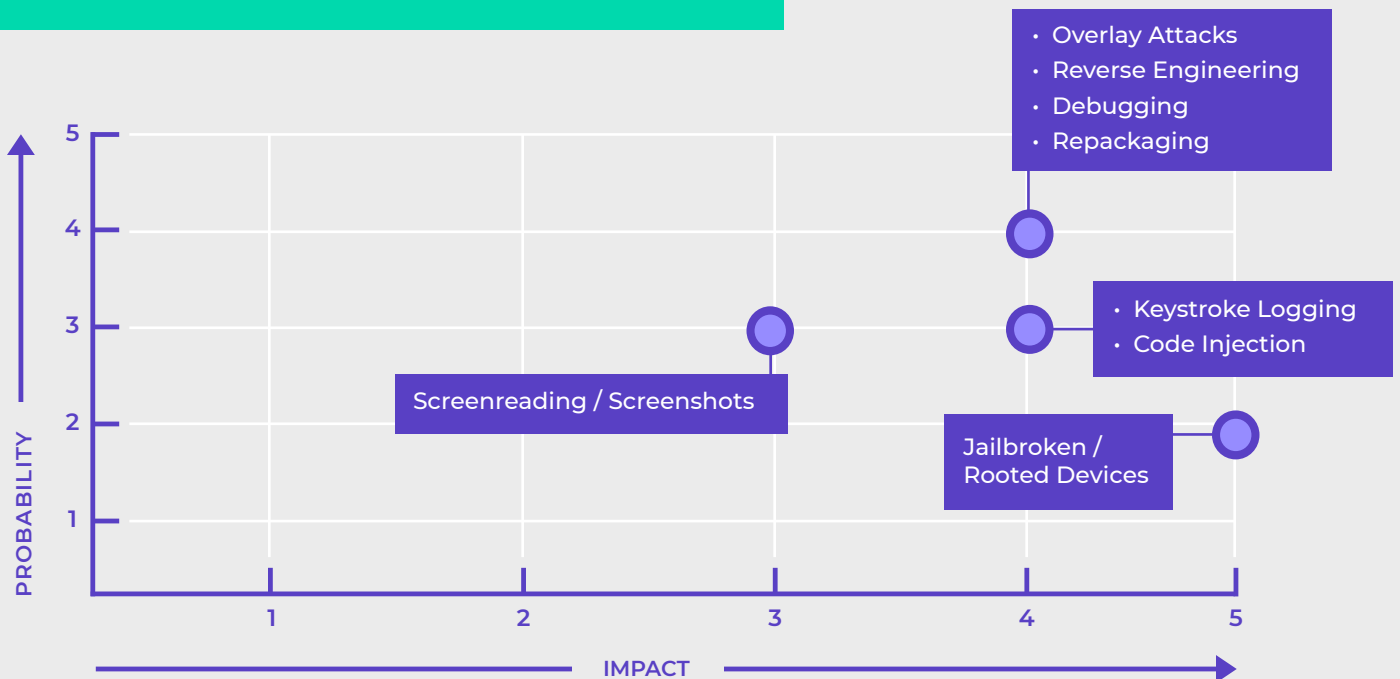 • Overlay Attacks
• Reverse Engineering
• Debugging
• Repackaging
5
4
3
2
1
PROBABILITY
• Keystroke Logging
• Code Injection
Screenreading / Screenshots
Jailbroken /
Rooted Devices
1
2
3
4
5
IMPACT